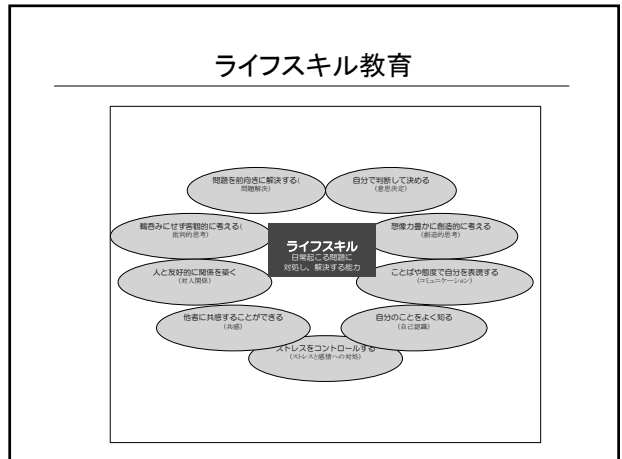 ライフスキル教育
問題を前向きに解決する(
問題解決)
自分で判断して決める
(意思決定)
鵜呑みにせず客観的に考える(
批判的思考)
想像力豊かに創造的に考える
(創造的思考)
ライフスキル
日常起こる問題に
対処し、解決する能力
人と友好的に関係を築く
(対人関係)
ことばや態度で自分を表現する
(コミュニケーション)
他者に共感することができる
(共感)
自分のことをよく知る
(自己認識)
ストレスをコントロールする
(ストレスと感情への対処)